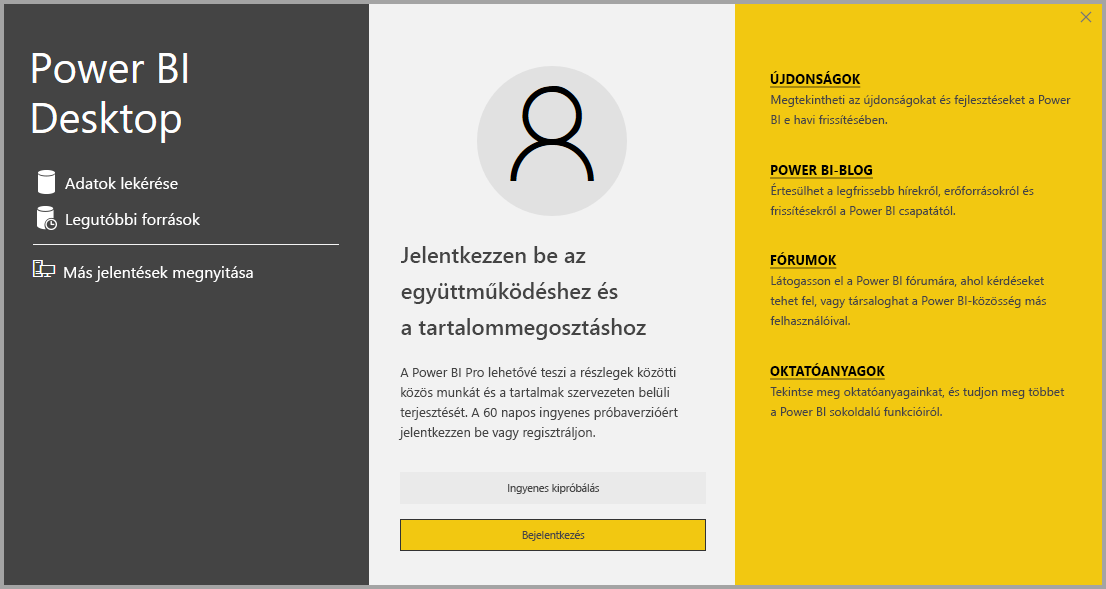 Power BI
Desktop
Adatok lekérése
Legutóbbi források
Más jelentések megnyitása
Jelentkezzen be az
együttműködéshez és
a tartalommegosztáshoz
A Power BI Pro lehetővé teszi a részlegek közötti
közös munkát és a tartalmak szervezeten belüli
terjesztését. A 60 napos ingyenes próbaverzióért
jelentkezzen be vagy regisztráljon.
Ingyenes kipróbálás
Bejelentkezés
ÚJDONSÁGOK
Megtekintheti az újdonságokat és fejlesztéseket a Power
BI e havi frissítésében.
POWER BI-BLOG
Értesülhet a legfrissebb hírekről, erőforrásokról és
frissítésekről a Power BI csapatától.
FÓRUMOK
Látogasson el a Power BI fórumára, ahol kérdéseket
tehet fel, vagy társaloghat a Power BI-közösség más
felhasználóival.
OKTATÓANYAGOK
Tekintse meg oktatóanyagainkat, és tudjon meg többet
a Power BI sokoldalú funkcióiról.